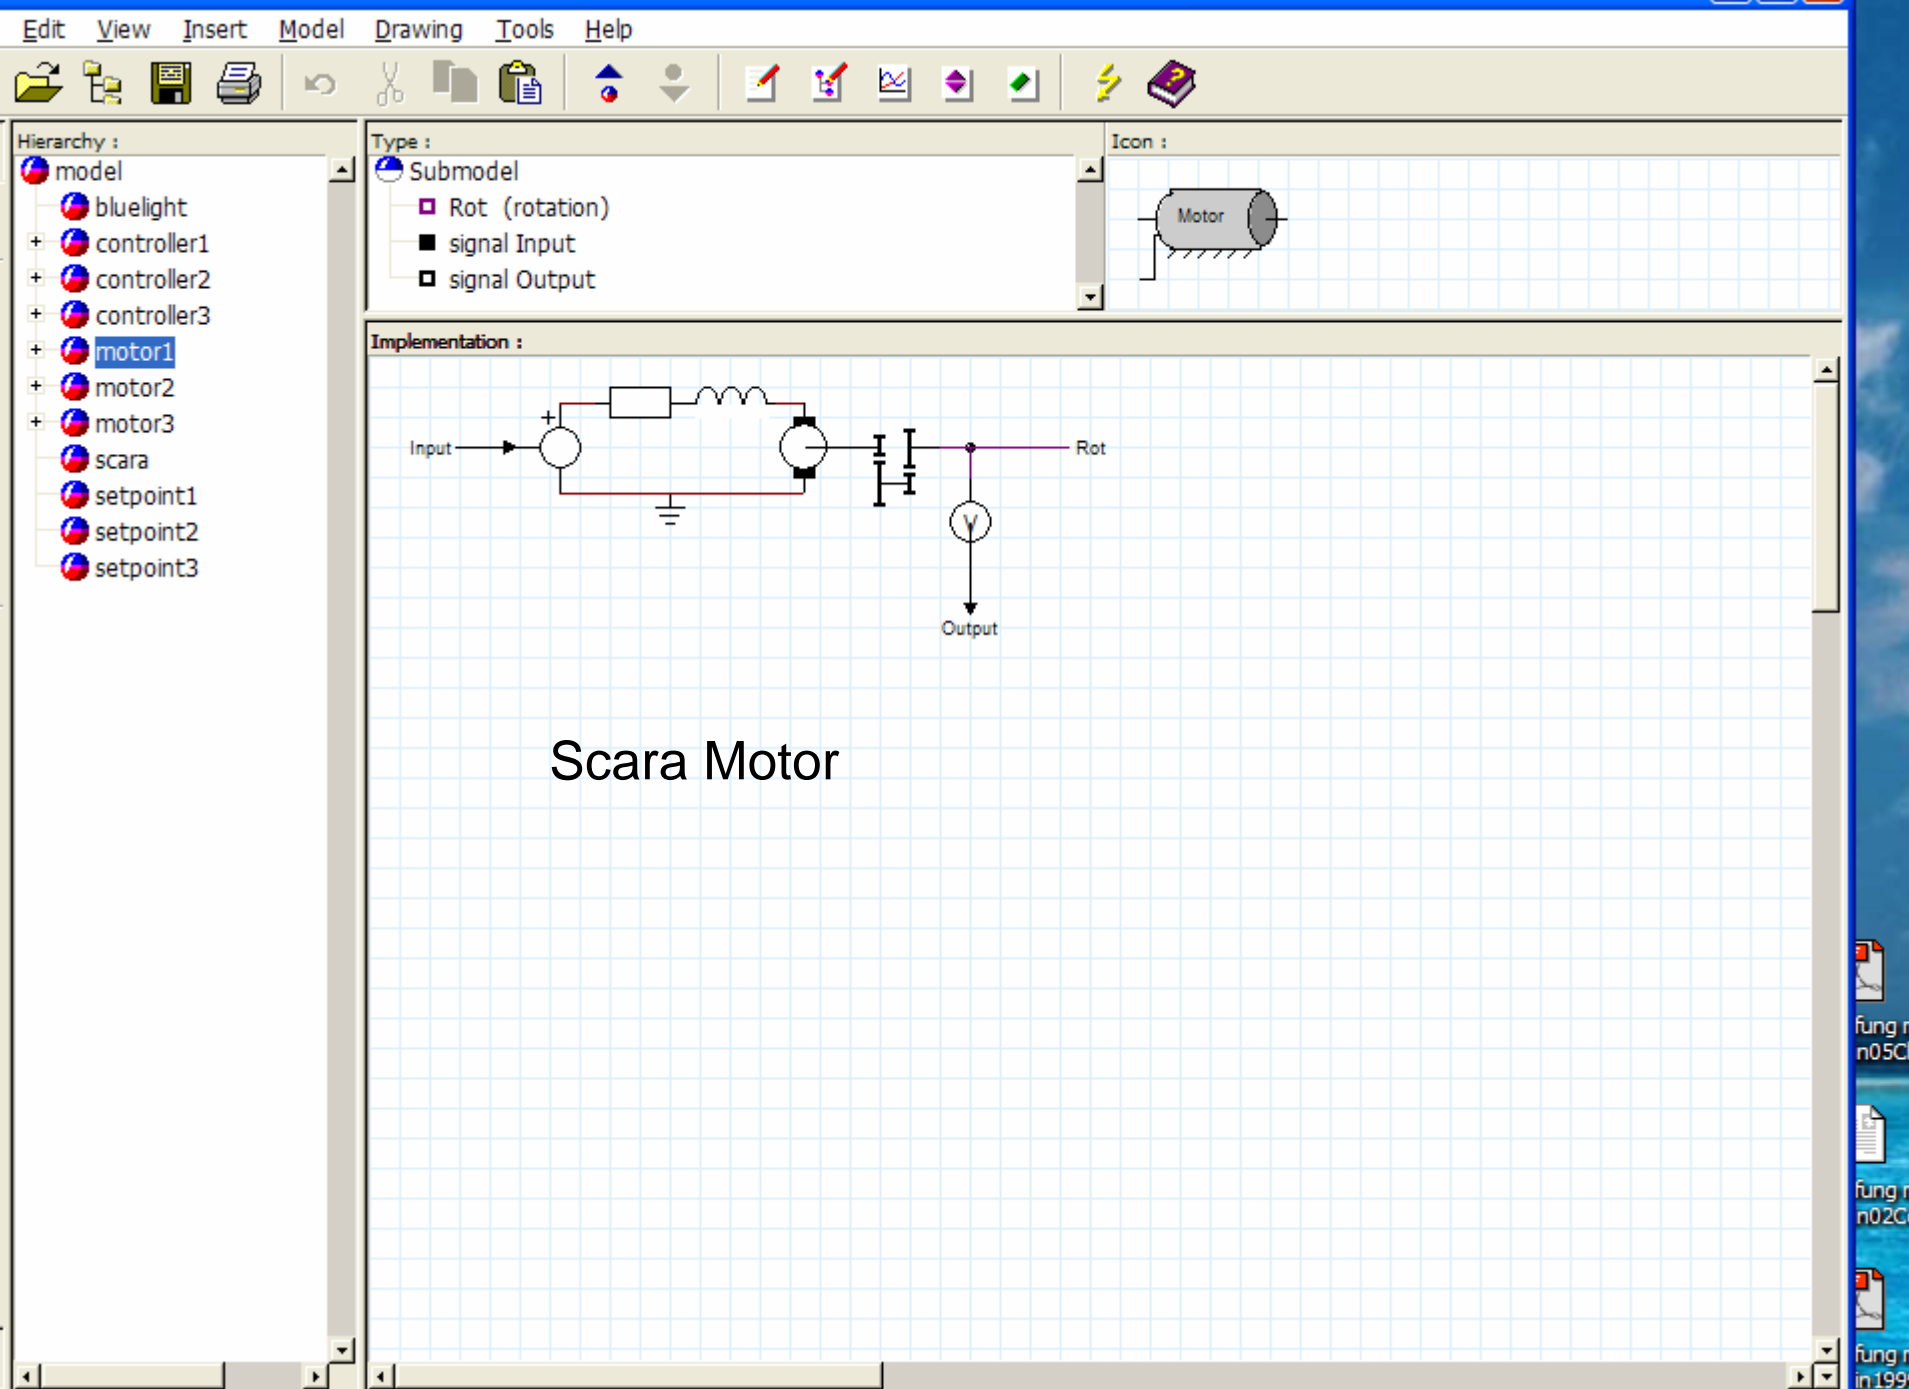 Edit View Insert Model Drawing Tools Help
Hierarchy :
model
bluelight
controller1
controller2
controller3
motor1
motor2
motor3
scara
setpoint1
setpoint2
setpoint3
Type :
Submodel
Rot (rotation)
signal Input
signal Output
Icon :
Motor
Implementation :
+
Input
Rot
V
Output
Scara Motor
fung
n05C
fung
n02C
fung
in199